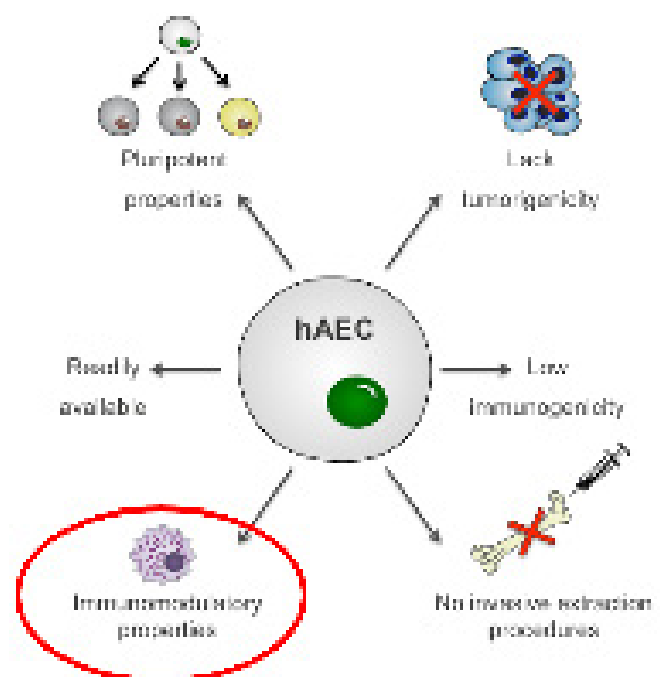 Pluripotent
properties
Lack
tumorigenicity
hAEC
Readily
available
Low
immunogenicity
Immunomodulatory
properties
No invasive extraction
procedures